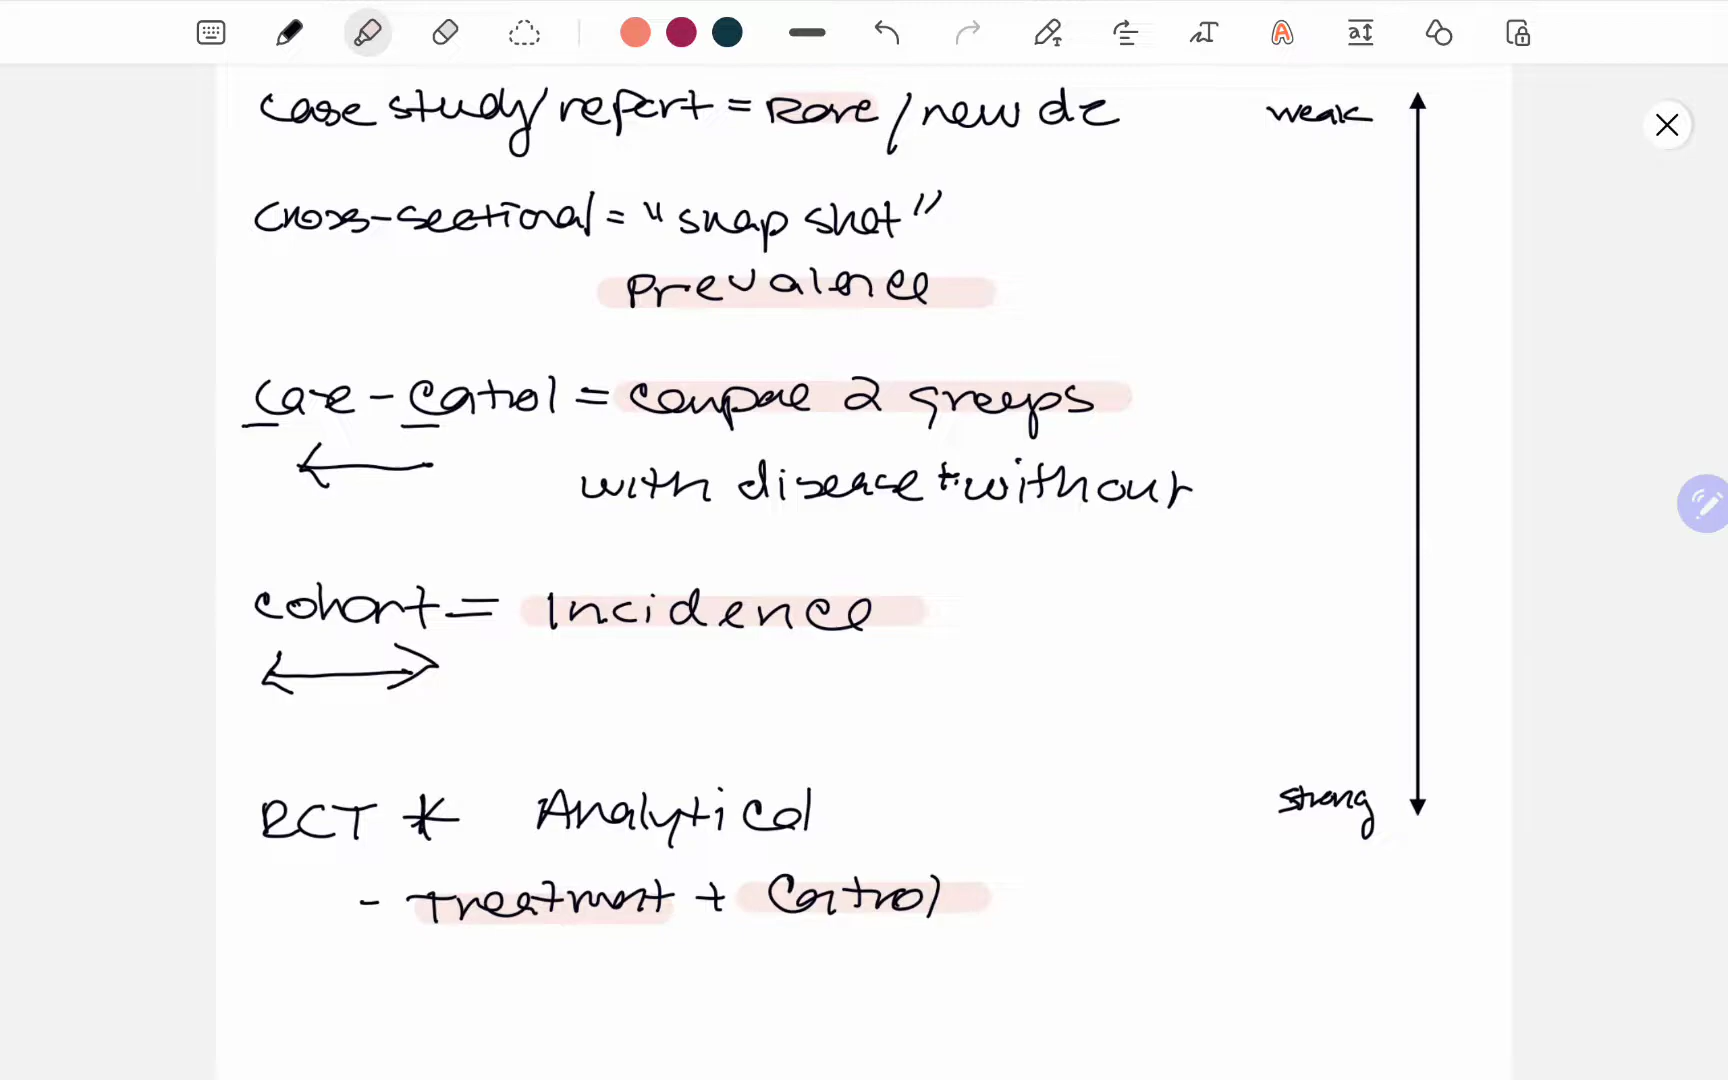 case study/report = Rare/new dz
weak
cross-sectional = "snap shot"
prevalence
case-control = compare 2 groups
with disease + without
cohort = Incidence
RCT * Analytical
strong
- treatment + control